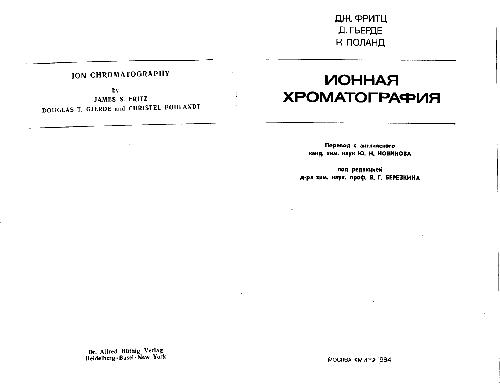 ION CHROMATOGRAPHY
by
JAMES S. FRITZ
DOUGLAS T. GJERDE and CHRISTEL POHLANDT
Dr. Alfred Hüthig Verlag
Heidelberg · Basel · New York
ДЖ. ФРИТЦ
Д. ГЬЕРДЕ
К. ПОЛАНД
ИОННАЯ
ХРОМАТОГРАФИЯ
Перевод с английского
канд. хим. наук Ю. Н. НОВИКОВА
под редакцией
д-ра хим. наук, проф. В. Г. БЕРЕЗКИНА
МОСКВА «МИР» 1984